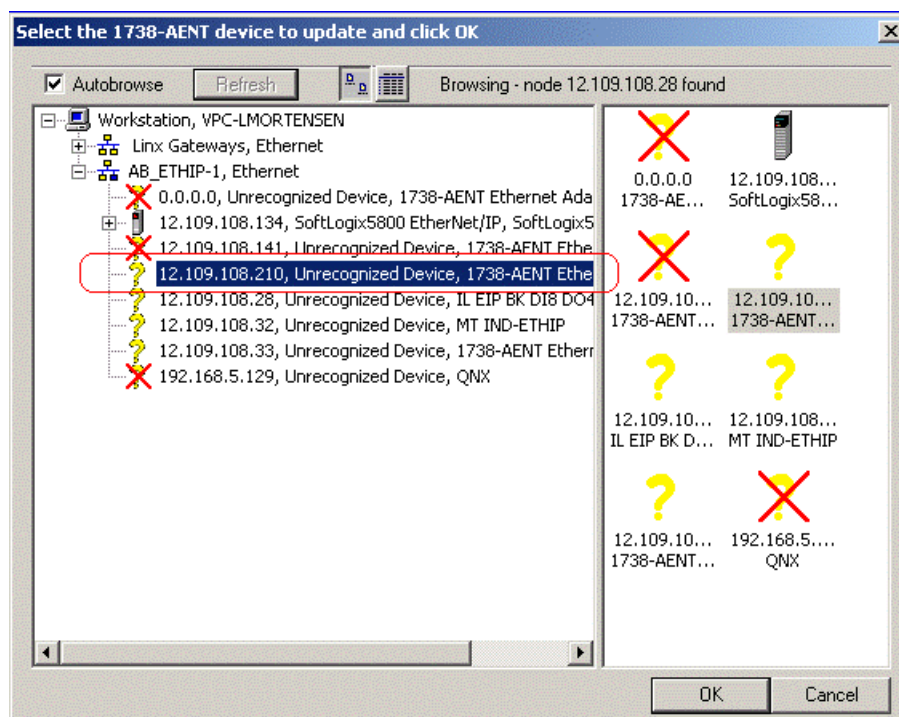 Select the 1738-AENT device to update and click OK
Autobrowse Refresh Browsing - node 12.109.108.28 found
Workstation, VPC-LMORTENSEN
Linx Gateways, Ethernet
AB_ETHIP-1, Ethernet
0.0.0.0, Unrecognized Device, 1738-AENT Ethernet Ada
12.109.108.134, SoftLogix5800 EtherNet/IP, SoftLogix5
12.109.108.141, Unrecognized Device, 1738-AENT Ethe
12.109.108.210, Unrecognized Device, 1738-AENT Ethe
12.109.108.28, Unrecognized Device, IL EIP BK DI8 DO4
12.109.108.32, Unrecognized Device, MT IND-ETHIP
12.109.108.33, Unrecognized Device, 1738-AENT Ethern
192.168.5.129, Unrecognized Device, QNX
0.0.0.0
1738-AE...
12.109.108...
SoftLogix58...
12.109.10...
1738-AENT...
12.109.10...
1738-AENT...
12.109.10...
IL EIP BK D...
12.109.108...
MT IND-ETHIP
12.109.10...
1738-AENT...
192.168.5....
QNX
OK Cancel